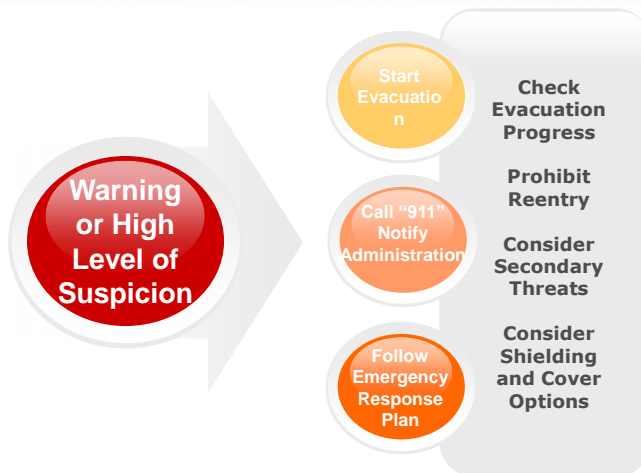 Warning
or High
Level of
Suspicion
Start
Evacuatio
n
Call “911”
Notify
Administration
Follow
Emergency
Response
Plan
Check
Evacuation
Progress
Prohibit
Reentry
Consider
Secondary
Threats
Consider
Shielding
and Cover
Options